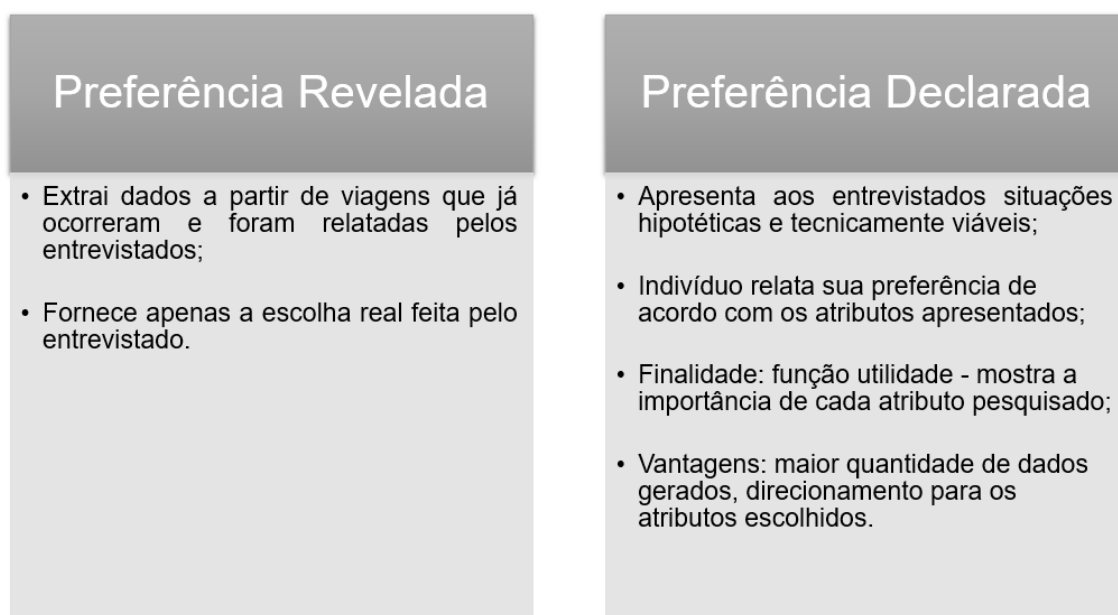 Preferência Revelada
• Extrai dados a partir de viagens que já
ocorreram e foram relatadas pelos
entrevistados;
• Fornece apenas a escolha real feita pelo
entrevistado.
Preferência Declarada
• Apresenta aos entrevistados situações
hipotéticas e tecnicamente viáveis;
• Indivíduo relata sua preferência de
acordo com os atributos apresentados;
• Finalidade: função utilidade - mostra a
importância de cada atributo pesquisado;
• Vantagens: maior quantidade de dados
gerados, direcionamento para os
atributos escolhidos.